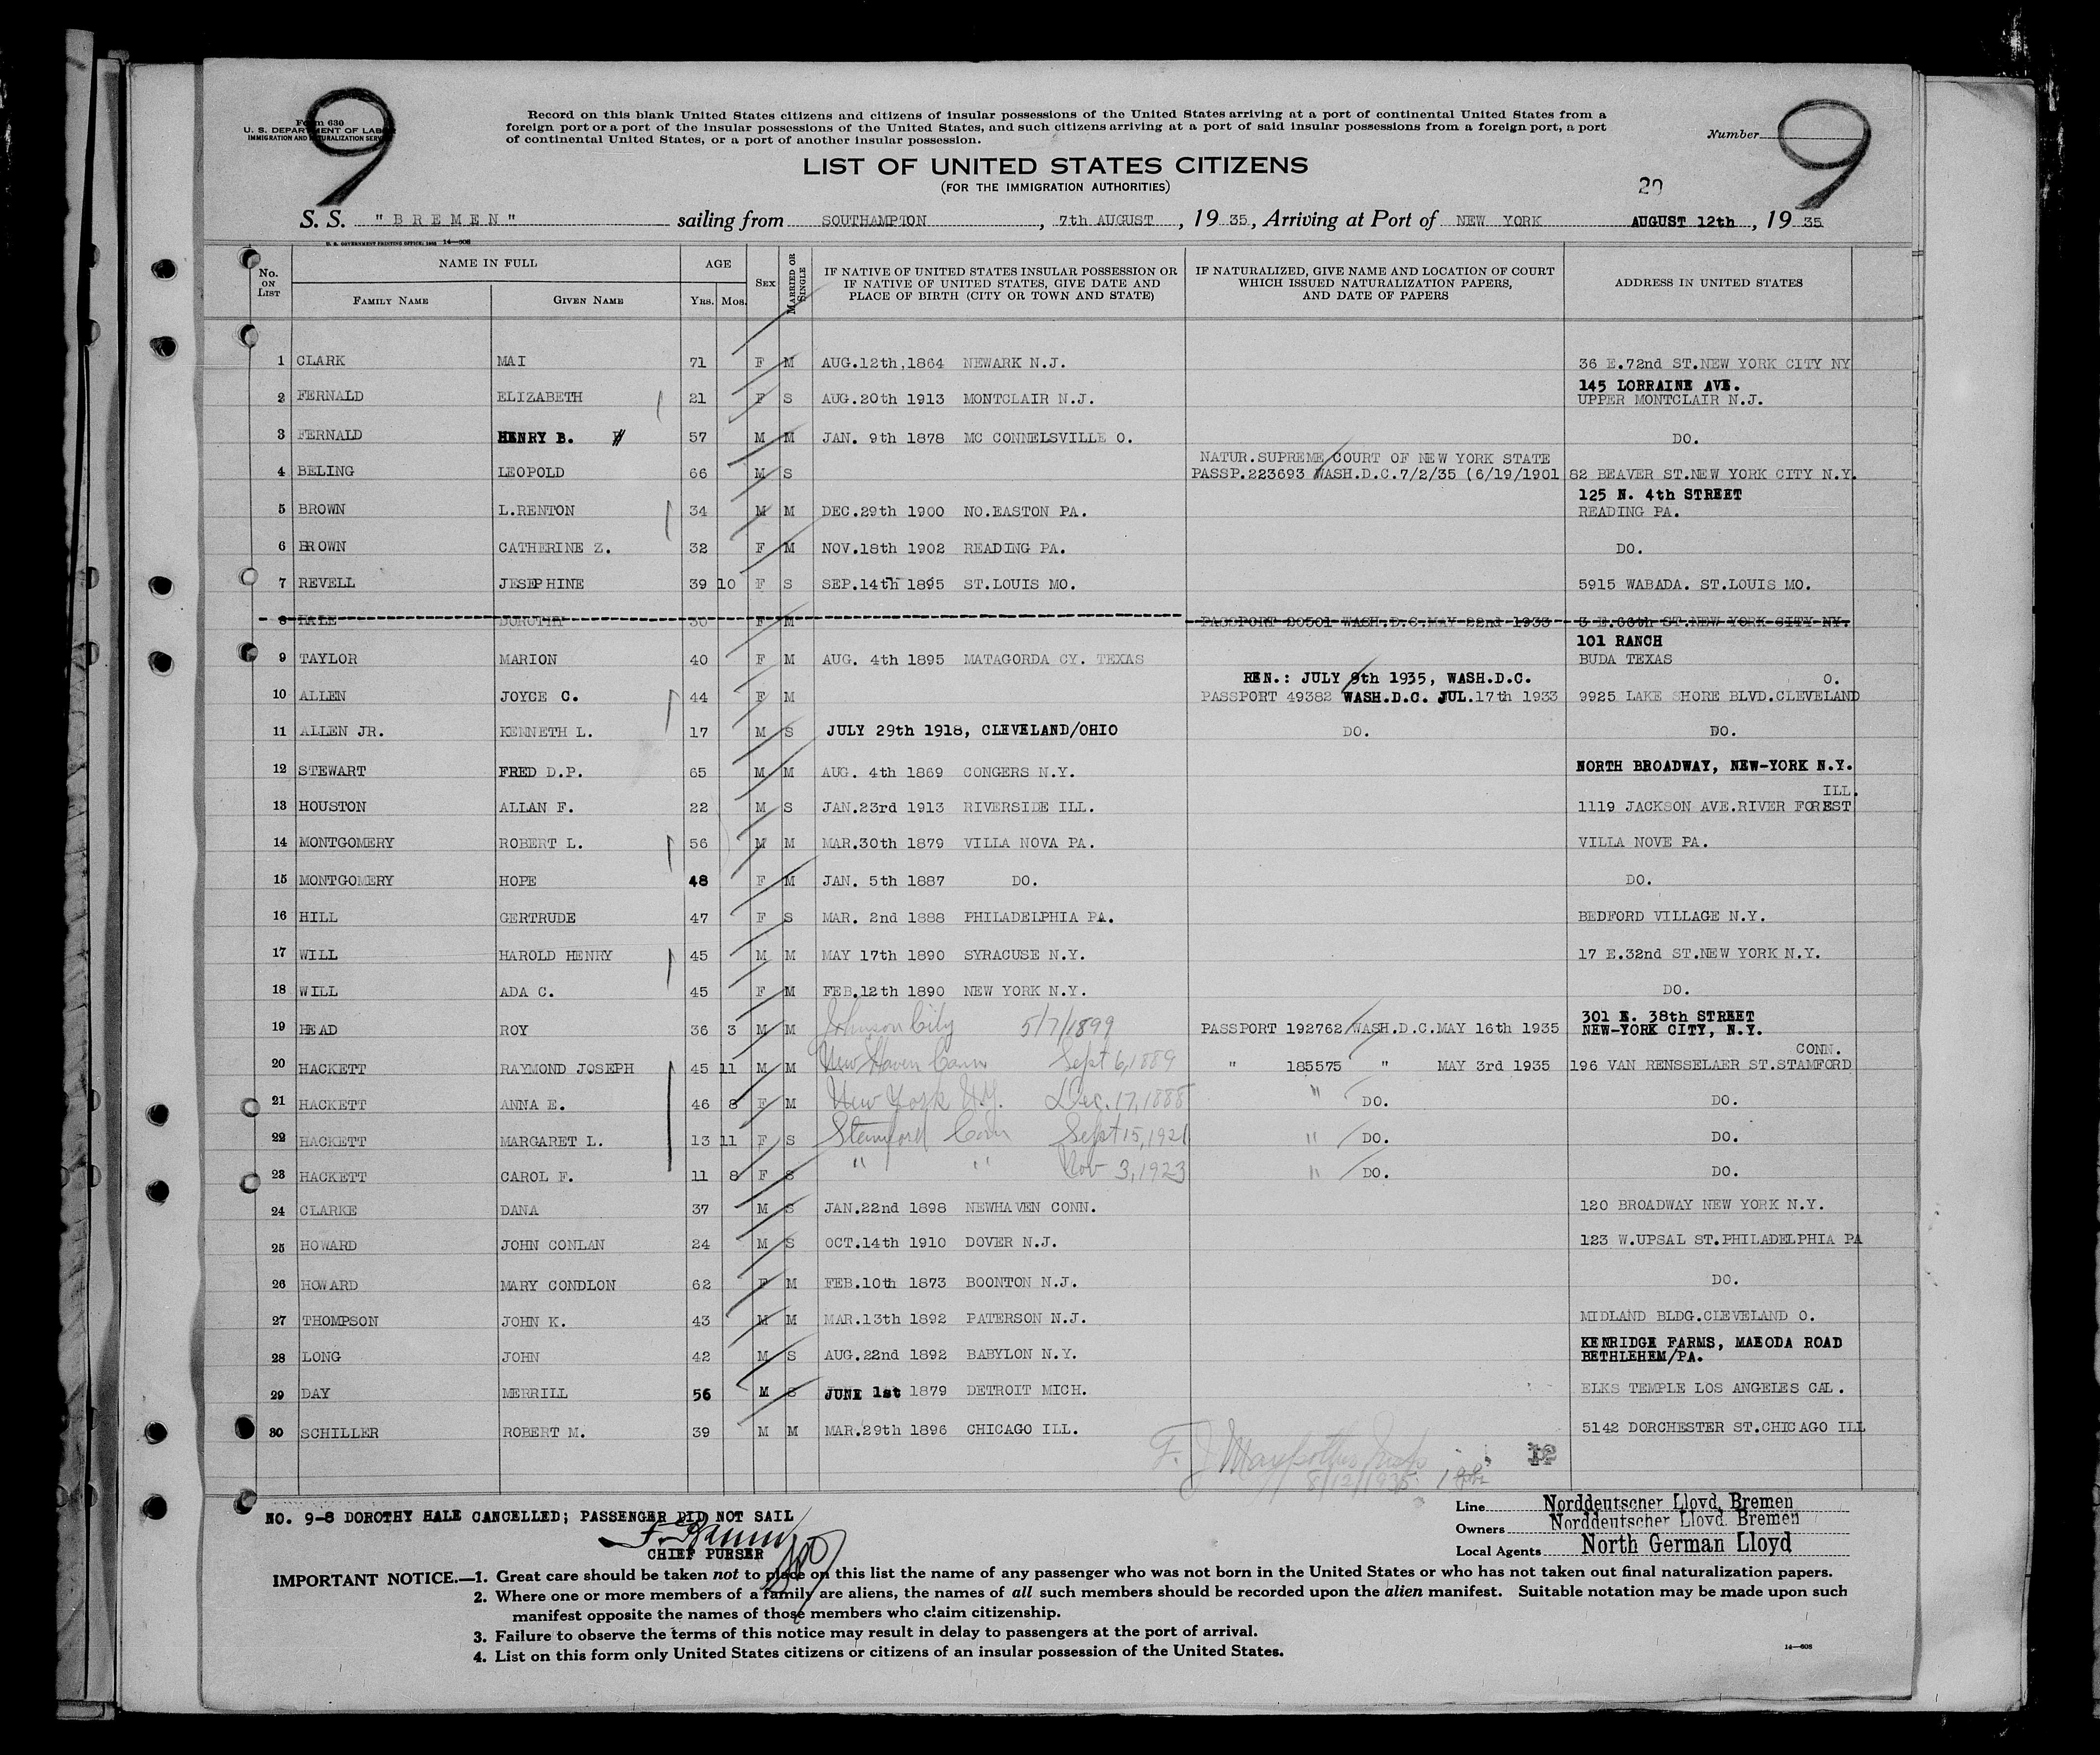 9
9
Form 630
U. S. DEPARTMENT OF LABOR
IMMIGRATION AND NATURALIZATION SERVICE
Record on this blank United States citizens and citizens of insular possessions of the United States arriving at a port of continental United States from a
foreign port or a port of the insular possessions of the United States, and such citizens arriving at a port of said insular possessions from a foreign port, a port
of continental United States, or a port of another insular possession.
Number
LIST OF UNITED STATES CITIZENS
(FOR THE IMMIGRATION AUTHORITIES)
20
S. S. "BREMEN" sailing from SOUTHAMPTON, 7th AUGUST, 1935, Arriving at Port of NEW YORK AUGUST 12th, 1935
U. S. GOVERNMENT PRINTING OFFICE: 1935 14—608
No. ON LIST
NAME IN FULL
FAMILY NAME GIVEN NAME
AGE
YRS. MOS.
SEX
MARRIED OR SINGLE
IF NATIVE OF UNITED STATES INSULAR POSSESSION OR
IF NATIVE OF UNITED STATES, GIVE DATE AND
PLACE OF BIRTH (CITY OR TOWN AND STATE)
IF NATURALIZED, GIVE NAME AND LOCATION OF COURT
WHICH ISSUED NATURALIZATION PAPERS,
AND DATE OF PAPERS
ADDRESS IN UNITED STATES
1 CLARK MAI 71 F M AUG.12th,1864 NEWARK N.J. 36 E.72nd ST.NEW YORK CITY NY
145 LORRAINE AVE.
2 FERNALD ELIZABETH 21 F S AUG.20th 1913 MONTCLAIR N.J. UPPER MONTCLAIR N.J.
3 FERNALD HENRY B. 57 M M JAN. 9th 1878 MC CONNELSVILLE O. DO.
NATUR.SUPREME COURT OF NEW YORK STATE
4 BELING LEOPOLD 66 M S PASSP.223693 WASH.D.C.7/2/35 (6/19/1901 82 BEAVER ST.NEW YORK CITY N.Y.
125 N. 4th STREET
5 BROWN L.RENTON 34 M M DEC.29th 1900 NO.EASTON PA. READING PA.
6 BROWN CATHERINE Z. 32 F M NOV.18th 1902 READING PA. DO.
7 REVELL JESEPHINE 39 10 F S SEP.14th 1895 ST.LOUIS MO. 5915 WABADA. ST.LOUIS MO.
8 HALE DOROTHY 30 F M PASSPORT 20501 WASH.D.C.MAY 22nd 1933 3 E.66th ST.NEW YORK CITY NY.
101 RANCH
9 TAYLOR MARION 40 F M AUG. 4th 1895 MATAGORDA CY. TEXAS BUDA TEXAS
REN.: JULY 9th 1935, WASH.D.C. O.
10 ALLEN JOYCE C. 44 F M PASSPORT 49382 WASH.D.C. JUL.17th 1933 9925 LAKE SHORE BLVD.CLEVELAND
11 ALLEN JR. KENNETH L. 17 M S JULY 29th 1918, CLEVELAND/OHIO DO. DO.
12 STEWART FRED D.P. 65 M M AUG. 4th 1869 CONGERS N.Y. NORTH BROADWAY, NEW-YORK N.Y.
ILL.
13 HOUSTON ALLAN F. 22 M S JAN.23rd 1913 RIVERSIDE ILL. 1119 JACKSON AVE.RIVER FOREST
14 MONTGOMERY ROBERT L. 56 M M MAR.30th 1879 VILLA NOVA PA. VILLA NOVE PA.
15 MONTGOMERY HOPE 48 F M JAN. 5th 1887 DO. DO.
16 HILL GERTRUDE 47 F S MAR. 2nd 1888 PHILADELPHIA PA. BEDFORD VILLAGE N.Y.
17 WILL HAROLD HENRY 45 M M MAY 17th 1890 SYRACUSE N.Y. 17 E.32nd ST.NEW YORK N.Y.
18 WILL ADA C. 45 F M FEB.12th 1890 NEW YORK N.Y. DO.
301 E. 38th STREET
19 HEAD ROY 36 3 M M Johnson City 5/7/1899 PASSPORT 192762 WASH.D.C.MAY 16th 1935 NEW-YORK CITY, N.Y.
CONN.
20 HACKETT RAYMOND JOSEPH 45 11 M M New Haven Conn Sept 6, 1889 " 185575 " MAY 3rd 1935 196 VAN RENSSELAER ST.STAMFORD
21 HACKETT ANNA E. 46 8 F M New York N.Y. Dec. 17, 1888 " DO. DO.
22 HACKETT MARGARET L. 13 11 F S Stamford Conn Sept 15, 1921 " DO. DO.
23 HACKETT CAROL F. 11 8 F S " " Nov 3, 1923 " DO. DO.
24 CLARKE DANA 37 M S JAN.22nd 1898 NEWHAVEN CONN. 120 BROADWAY NEW YORK N.Y.
25 HOWARD JOHN CONLAN 24 M S OCT.14th 1910 DOVER N.J. 123 W.UPSAL ST.PHILADELPHIA PA
26 HOWARD MARY CONDLON 62 F M FEB.10th 1873 BOONTON N.J. DO.
27 THOMPSON JOHN K. 43 M M MAR.13th 1892 PATERSON N.J. MIDLAND BLDG.CLEVELAND O.
KENRIDGE FARMS, MAEODA ROAD
28 LONG JOHN 42 M S AUG.22nd 1892 BABYLON N.Y. BETHLEHEM/PA.
29 DAY MERRILL 56 M S JUNE 1st 1879 DETROIT MICH. ELKS TEMPLE LOS ANGELES CAL.
30 SCHILLER ROBERT M. 39 M M MAR.29th 1896 CHICAGO ILL. 5142 DORCHESTER ST.CHICAGO ILL
8/12/1935
12
NO. 9-8 DOROTHY HALE CANCELLED; PASSENGER DID NOT SAIL
CHIEF PURSER
Line Norddeutscher Lloyd, Bremen
Owners Norddeutscher Lloyd Bremen
Local Agents North German Lloyd
IMPORTANT NOTICE.—1. Great care should be taken not to place on this list the name of any passenger who was not born in the United States or who has not taken out final naturalization papers.
2. Where one or more members of a family are aliens, the names of all such members should be recorded upon the alien manifest. Suitable notation may be made upon such
manifest opposite the names of those members who claim citizenship.
3. Failure to observe the terms of this notice may result in delay to passengers at the port of arrival.
4. List on this form only United States citizens or citizens of an insular possession of the United States.
14—608